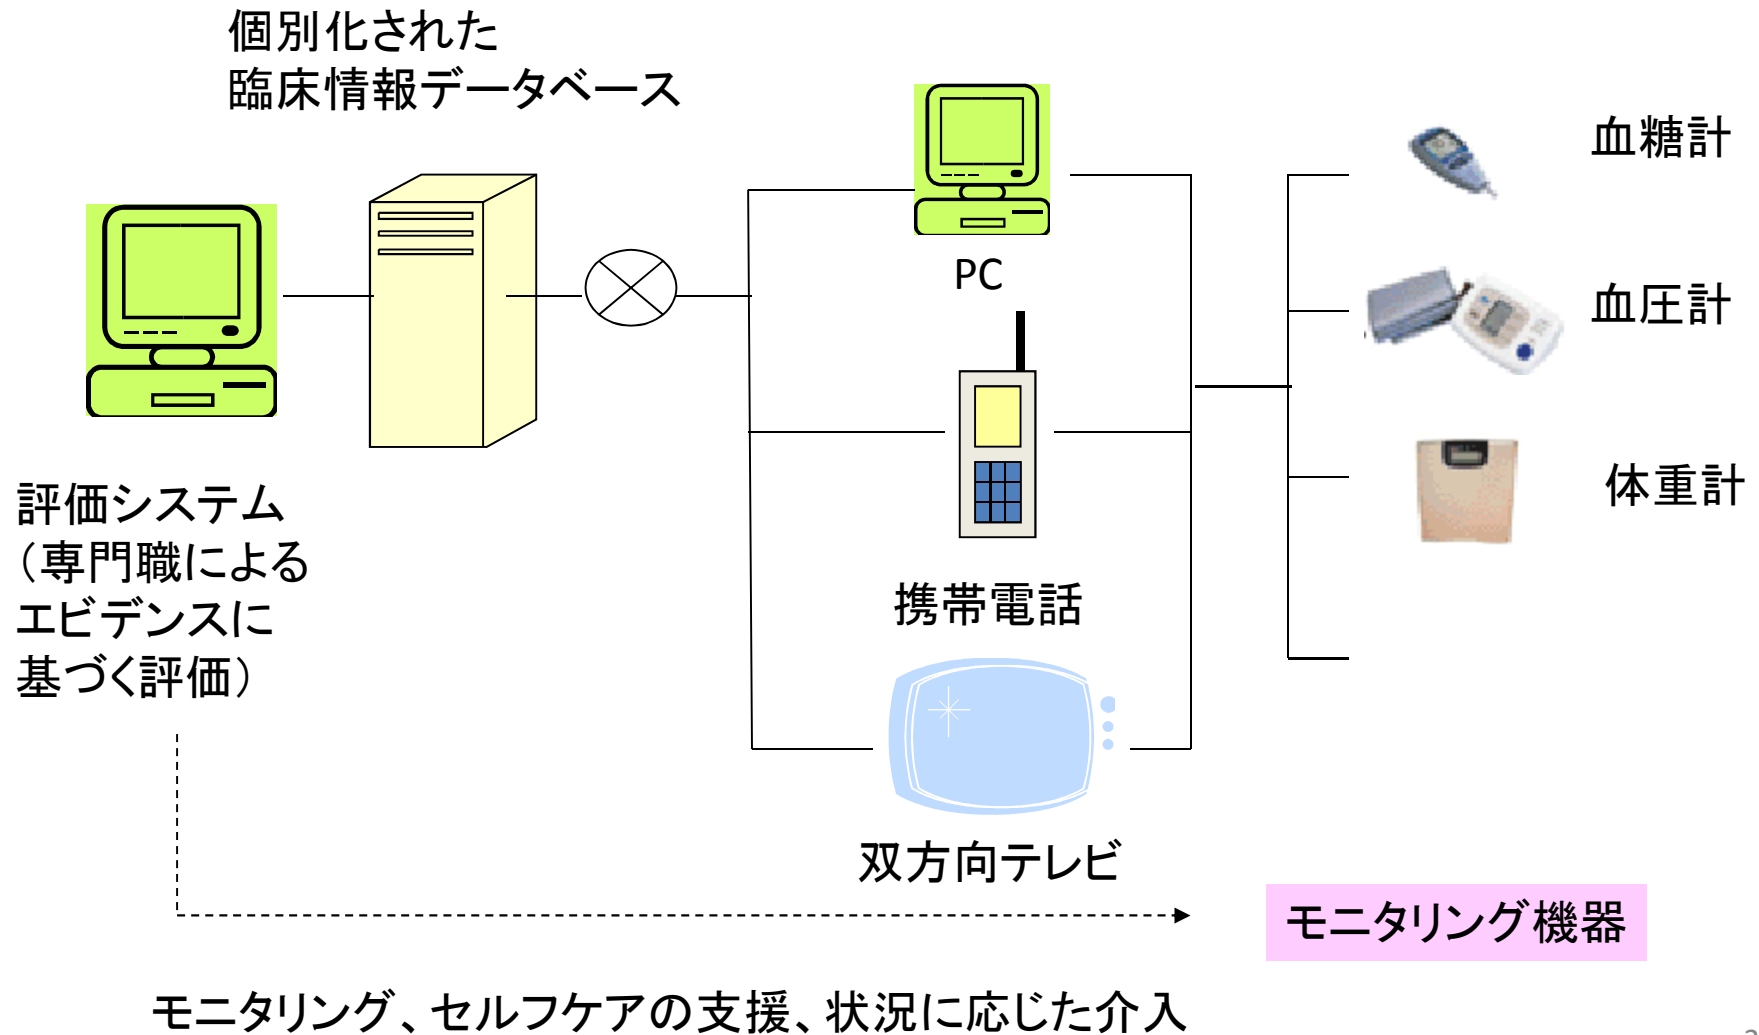 個別化された
臨床情報データベース
血糖計
PC
血圧計
評価システム
（専門職による
エビデンスに
基づく評価）
体重計
携帯電話
双方向テレビ
モニタリング機器
モニタリング、セルフケアの支援、状況に応じた介入